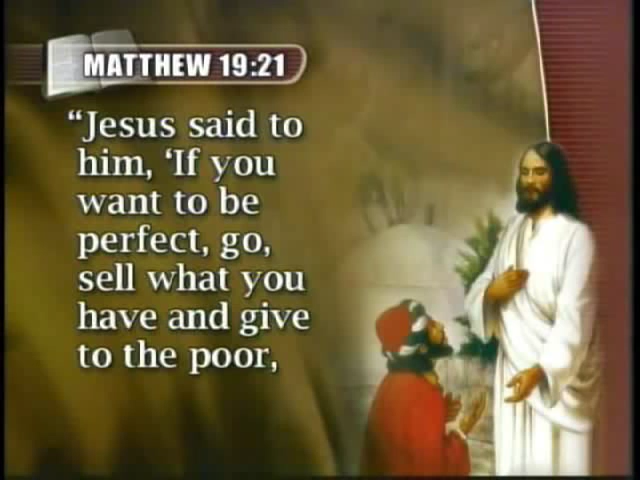 MATTHEW 19:21
“Jesus said to
him, ‘If you
want to be
perfect, go,
sell what you
have and give
to the poor,